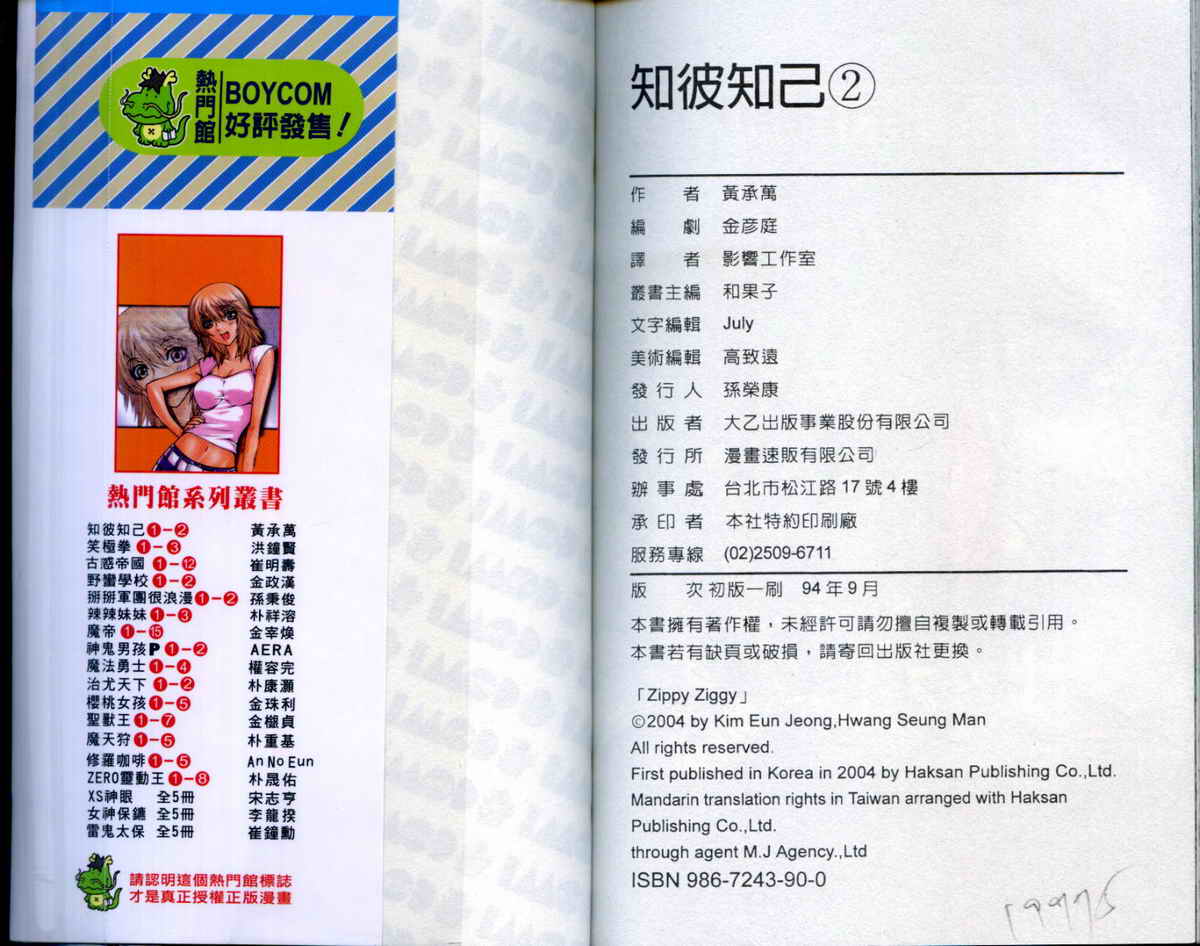 熱門館
BOYCOM
好評發售！
熱門館系列叢書
知彼知己1-2 黃承萬
笑極拳1-3 洪鐘賢
古惑帝國1-12 崔明壽
野蠻學校1-2 金政漢
掰掰軍團很浪漫1-2 孫秉俊
辣辣妹妹1-3 朴祥溶
魔帝1-15 金宰煥
神鬼男孩P1-2 AERA
魔法勇士1-4 權容完
治尤天下1-2 朴康灝
櫻桃女孩1-5 金珠利
聖獸王1-7 金樾貞
魔天狩1-5 朴重基
修羅咖啡1-5 An No Eun
ZERO靈動王1-8 朴晟佑
XS神眼 全5冊 宋志亨
女神保鑣 全5冊 李龍揆
雷鬼太保 全5冊 崔鐘勳
請認明這個熱門館標誌
才是真正授權正版漫畫
知彼知己②
作者 黃承萬
編劇 金彦庭
譯者 影響工作室
叢書主編 和果子
文字編輯 July
美術編輯 高致遠
發行人 孫榮康
出版者 大乙出版事業股份有限公司
發行所 漫畫速販有限公司
辦事處 台北市松江路17號4樓
承印者 本社特約印刷廠
服務專線 (02)2509-6711
版次 初版一刷 94年9月
本書擁有著作權，未經許可請勿擅自複製或轉載引用。
本書若有缺頁或破損，請寄回出版社更換。
「Zippy Ziggy」
©2004 by Kim Eun Jeong,Hwang Seung Man
All rights reserved.
First published in Korea in 2004 by Haksan Publishing Co.,Ltd.
Mandarin translation rights in Taiwan arranged with Haksan
Publishing Co.,Ltd.
through agent M.J Agency.,Ltd
ISBN 986-7243-90-0